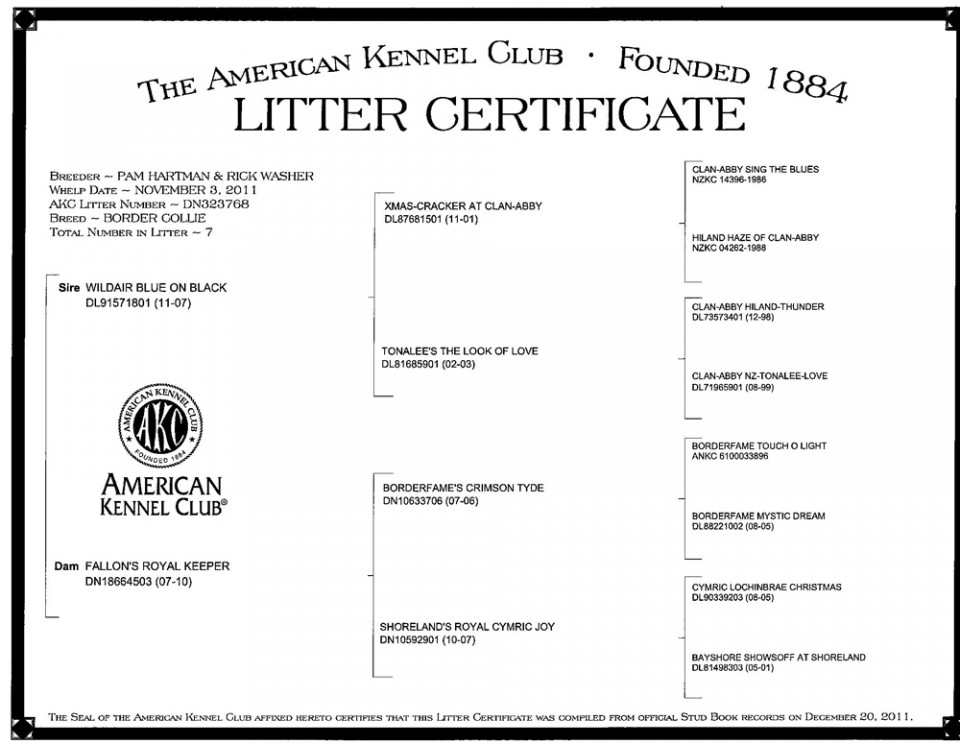 THE AMERICAN KENNEL CLUB · FOUNDED 1884
LITTER CERTIFICATE
BREEDER ~ PAM HARTMAN & RICK WASHER
WHELP DATE ~ NOVEMBER 3, 2011
AKC LITTER NUMBER ~ DN323768
BREED ~ BORDER COLLIE
TOTAL NUMBER IN LITTER ~ 7
Sire WILDAIR BLUE ON BLACK
DL91571801 (11-07)
AMERICAN KENNEL CLUB
AKC
FOUNDED 1884
AMERICAN
KENNEL CLUB®
Dam FALLON'S ROYAL KEEPER
DN18664503 (07-10)
XMAS-CRACKER AT CLAN-ABBY
DL87681501 (11-01)
TONALEE'S THE LOOK OF LOVE
DL81685901 (02-03)
BORDERFAME'S CRIMSON TYDE
DN10633706 (07-06)
SHORELAND'S ROYAL CYMRIC JOY
DN10592901 (10-07)
CLAN-ABBY SING THE BLUES
NZKC 14396-1986
HILAND HAZE OF CLAN-ABBY
NZKC 04262-1988
CLAN-ABBY HILAND-THUNDER
DL73573401 (12-98)
CLAN-ABBY NZ-TONALEE-LOVE
DL71965901 (08-99)
BORDERFAME TOUCH O LIGHT
ANKC 6100033896
BORDERFAME MYSTIC DREAM
DL88221002 (08-05)
CYMRIC LOCHINBRAE CHRISTMAS
DL90339203 (08-05)
BAYSHORE SHOWSOFF AT SHORELAND
DL81498303 (05-01)
THE SEAL OF THE AMERICAN KENNEL CLUB AFFIXED HERETO CERTIFIES THAT THIS LITTER CERTIFICATE WAS COMPILED FROM OFFICIAL STUD BOOK RECORDS ON DECEMBER 20, 2011.